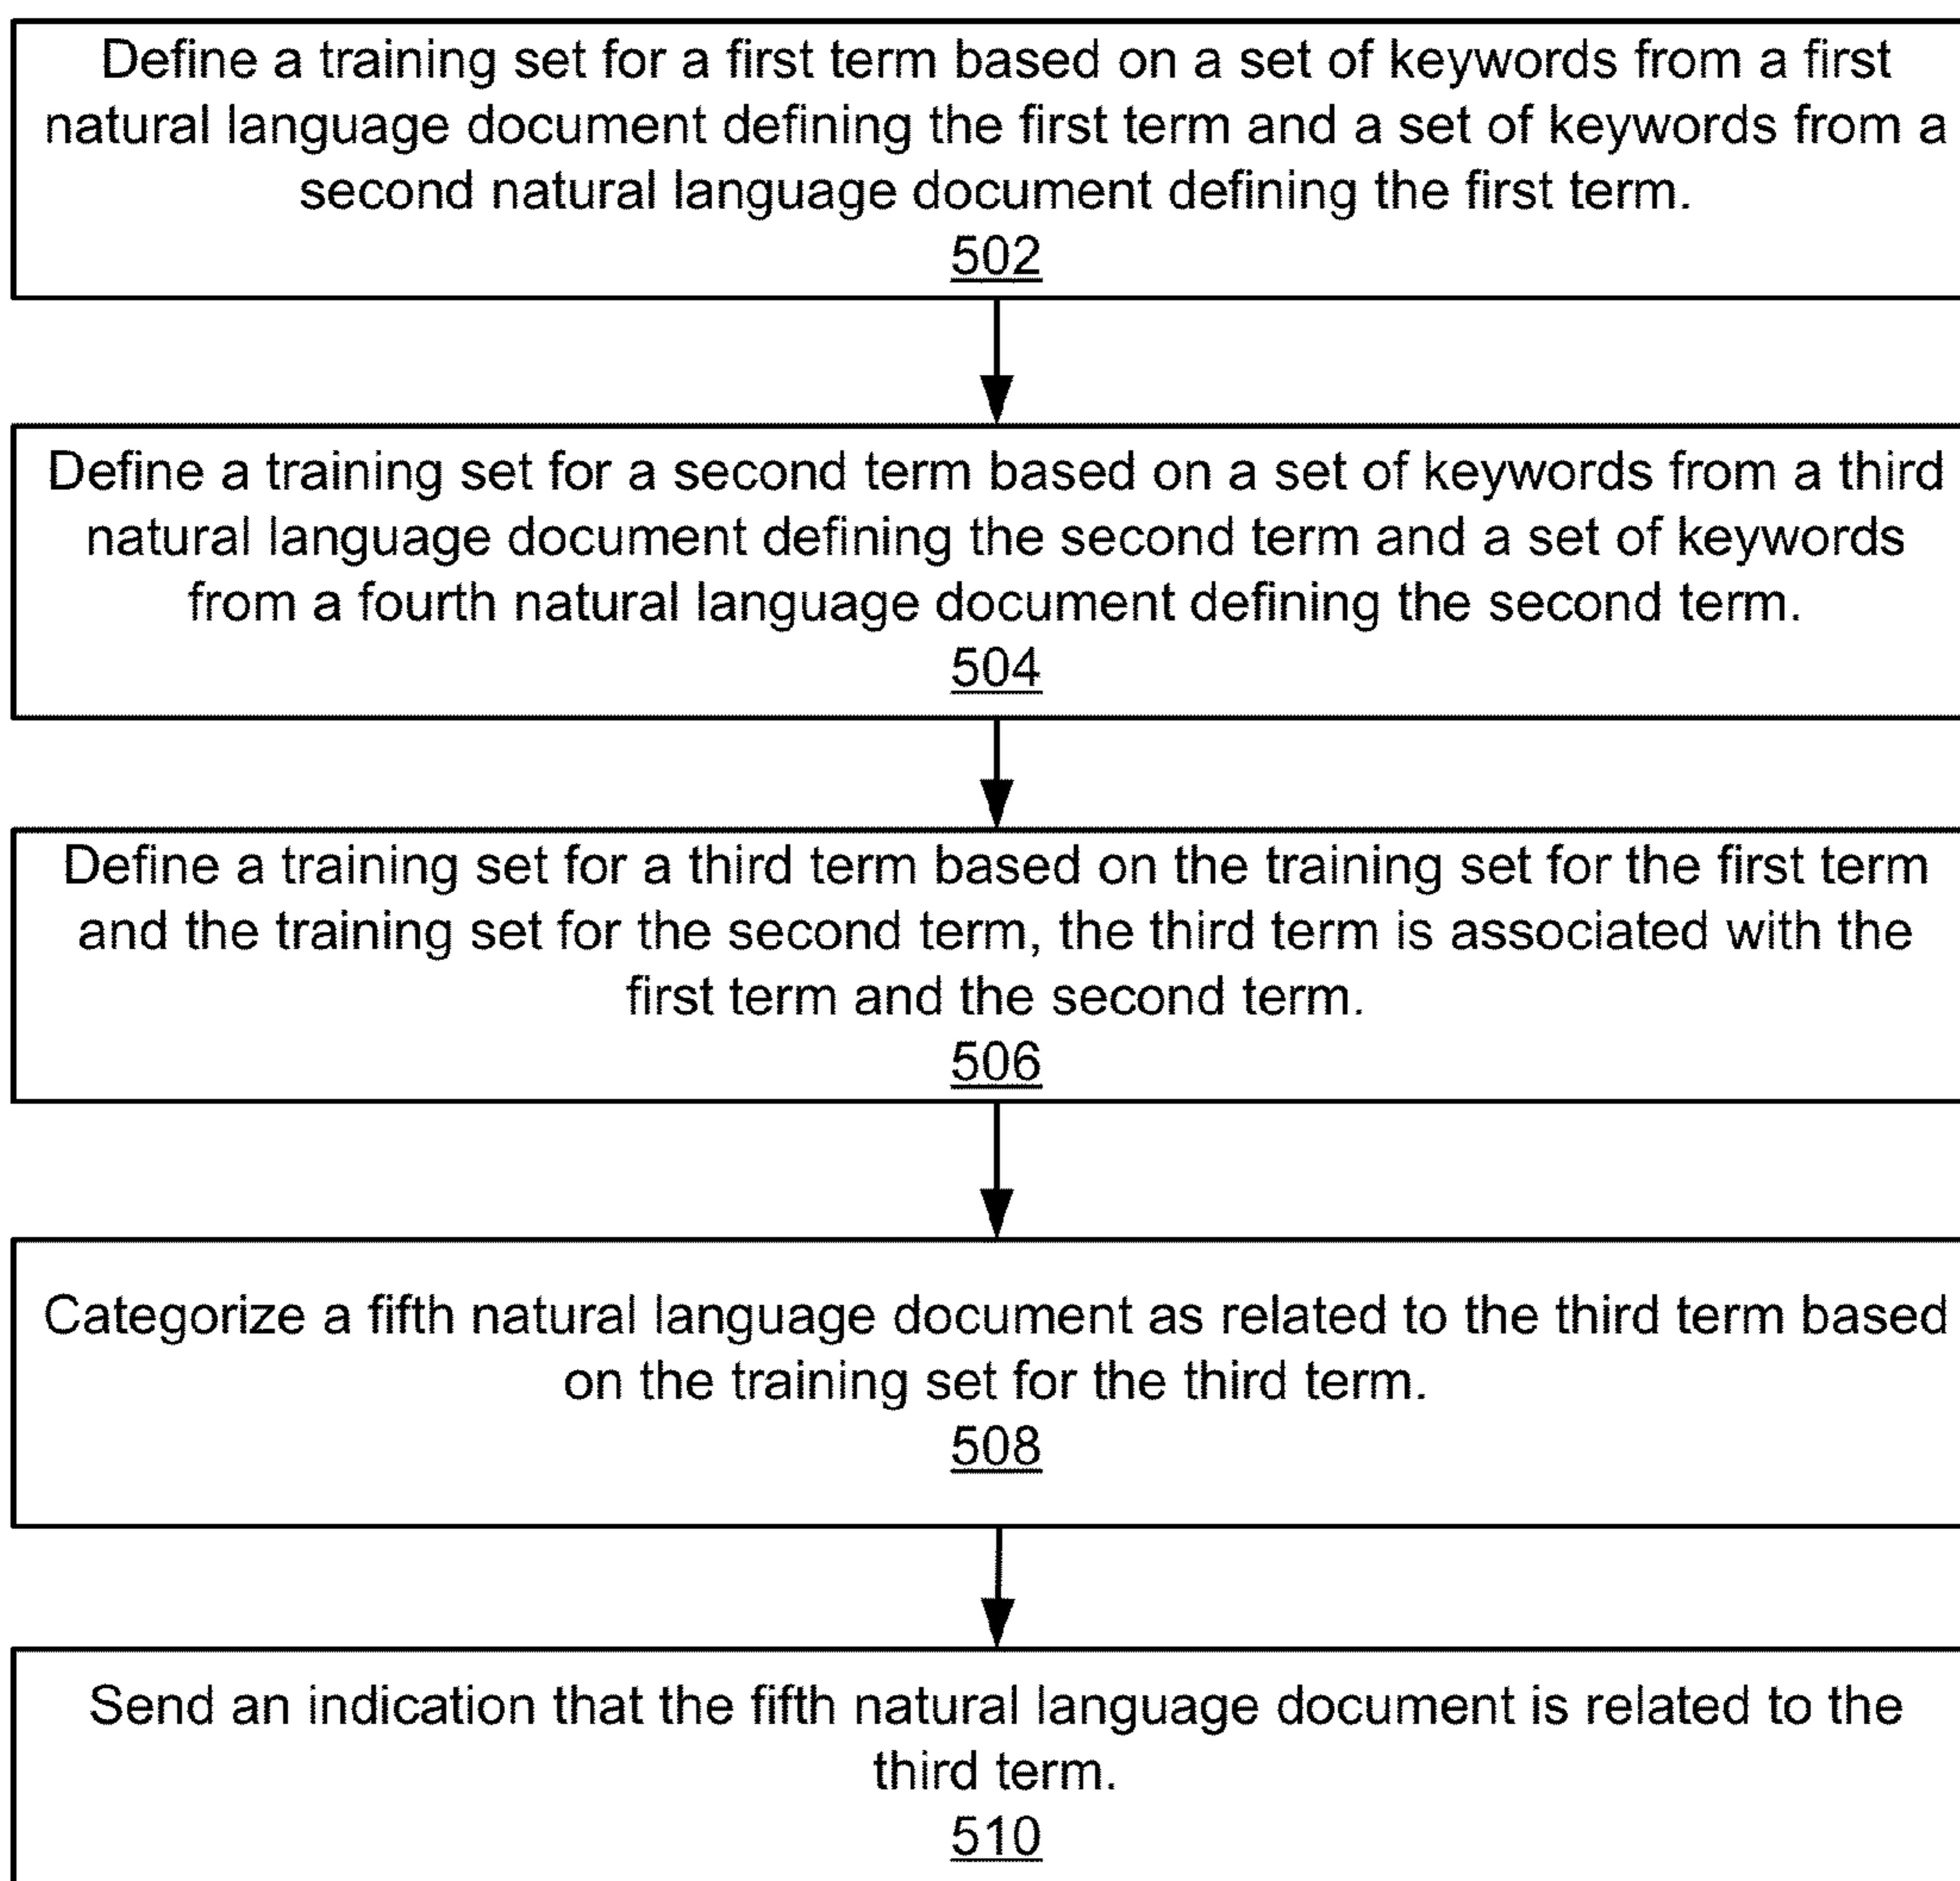 Define a training set for a first term based on a set of keywords from a first
natural language document defining the first term and a set of keywords from a
second natural language document defining the first term.
502
Define a training set for a second term based on a set of keywords from a third
natural language document defining the second term and a set of keywords
from a fourth natural language document defining the second term.
504
Define a training set for a third term based on the training set for the first term
and the training set for the second term, the third term is associated with the
first term and the second term.
506
Categorize a fifth natural language document as related to the third term based
on the training set for the third term.
508
Send an indication that the fifth natural language document is related to the
third term.
510